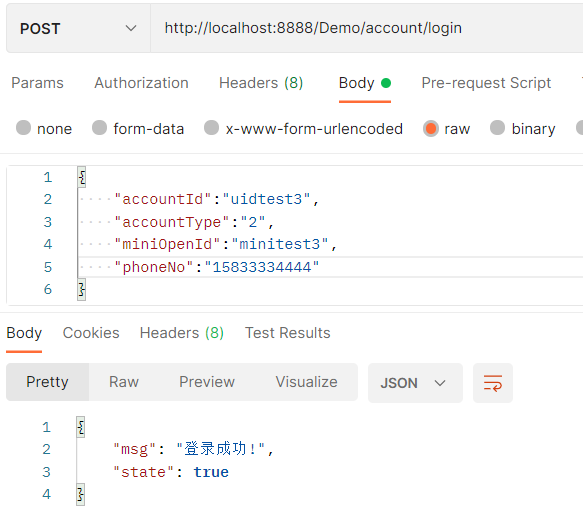 POST http://localhost:8888/Demo/account/login
Params Authorization Headers (8) Body Pre-request Script
none form-data x-www-form-urlencoded raw binary
1 {
2 "accountId":"uidtest3",
3 "accountType":"2",
4 "miniOpenId":"minitest3",
5 "phoneNo":"15833334444"
6 }
Body Cookies Headers (8) Test Results
Pretty Raw Preview Visualize JSON
1 {
2 "msg": "登录成功!",
3 "state": true
4 }